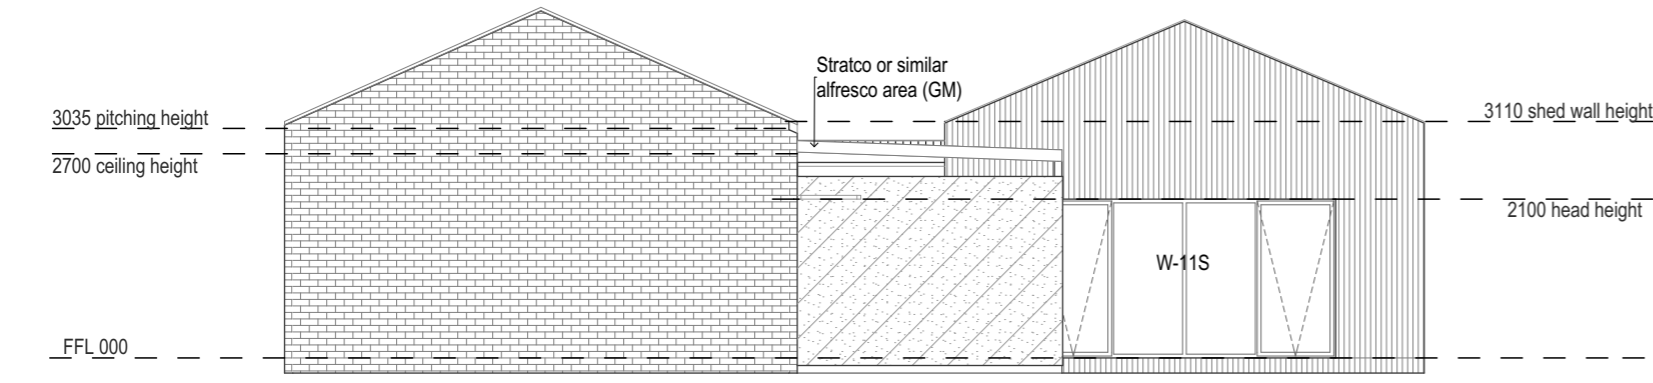 Stratco or similar
alfresco area (GM)
3035 pitching height
3110 shed wall height
2700 ceiling height
2100 head height
W-11S
FFL 000